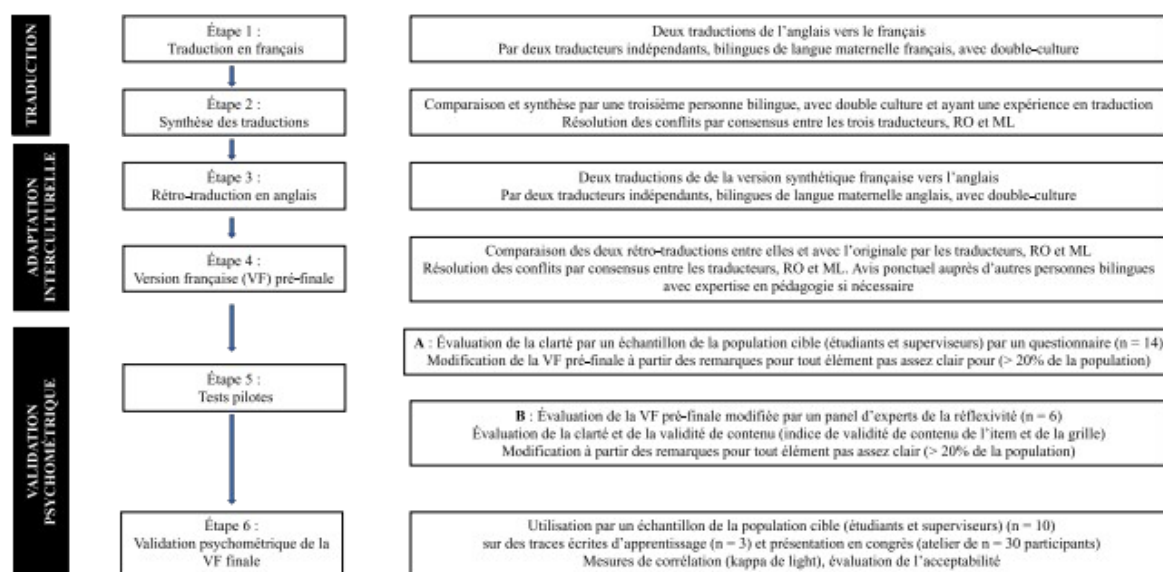 TRADUCTION
Étape 1 :
Traduction en français
Deux traductions de l'anglais vers le français
Par deux traducteurs indépendants, bilingues de langue maternelle français, avec double-culture
Étape 2 :
Synthèse des traductions
Comparaison et synthèse par une troisième personne bilingue, avec double culture et ayant une expérience en traduction
Résolution des conflits par consensus entre les trois traducteurs, RO et ML
ADAPTATION
INTERCULTURELLE
Étape 3 :
Rétro-traduction en anglais
Deux traductions de de la version synthétique française vers l'anglais
Par deux traducteurs indépendants, bilingues de langue maternelle anglais, avec double-culture
Étape 4 :
Version française (VF) pré-finale
Comparaison des deux rétro-traductions entre elles et avec l'originale par les traducteurs, RO et ML
Résolution des conflits par consensus entre les traducteurs, RO et ML. Avis ponctuel auprès d'autres personnes bilingues
avec expertise en pédagogie si nécessaire
VALIDATION
PSYCHOMÉTRIQUE
Étape 5 :
Tests pilotes
A : Évaluation de la clarté par un échantillon de la population cible (étudiants et superviseurs) par un questionnaire (n = 14)
Modification de la VF pré-finale à partir des remarques pour tout élément pas assez clair pour (> 20% de la population)
B : Évaluation de la VF pré-finale modifiée par un panel d'experts de la réflexivité (n = 6)
Évaluation de la clarté et de la validité de contenu (indice de validité de contenu de l'item et de la grille)
Modification à partir des remarques pour tout élément pas assez clair (> 20% de la population)
Étape 6 :
Validation psychométrique de la
VF finale
Utilisation par un échantillon de la population cible (étudiants et superviseurs) (n = 10)
sur des traces écrites d'apprentissage (n = 3) et présentation en congrès (atelier de n = 30 participants)
Mesures de corrélation (kappa de light), évaluation de l'acceptabilité